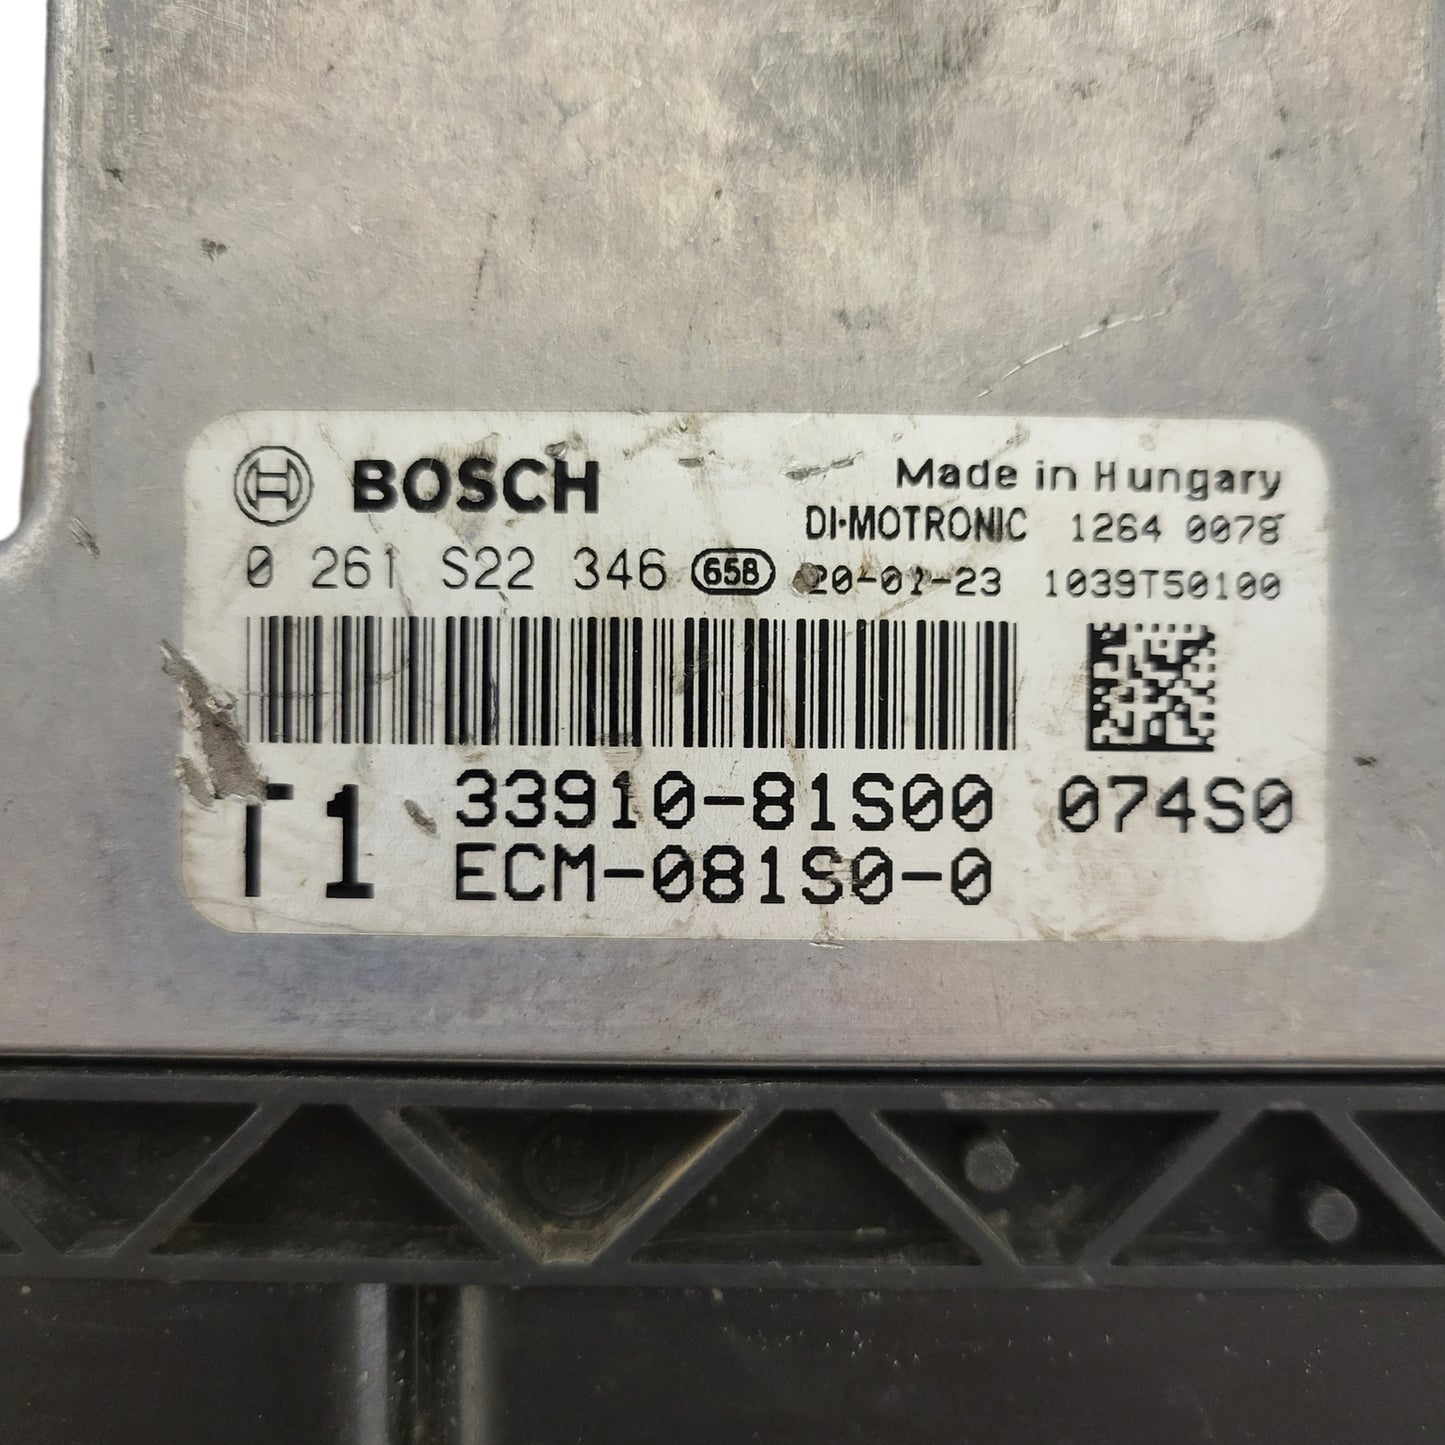 BOSCH
Made in Hungary
DI·MOTRONIC 1264 0078
0 261 S22 346 658 20-01-23 1039T50100
T1 33910-81S00 074S0
ECM-081S0-0